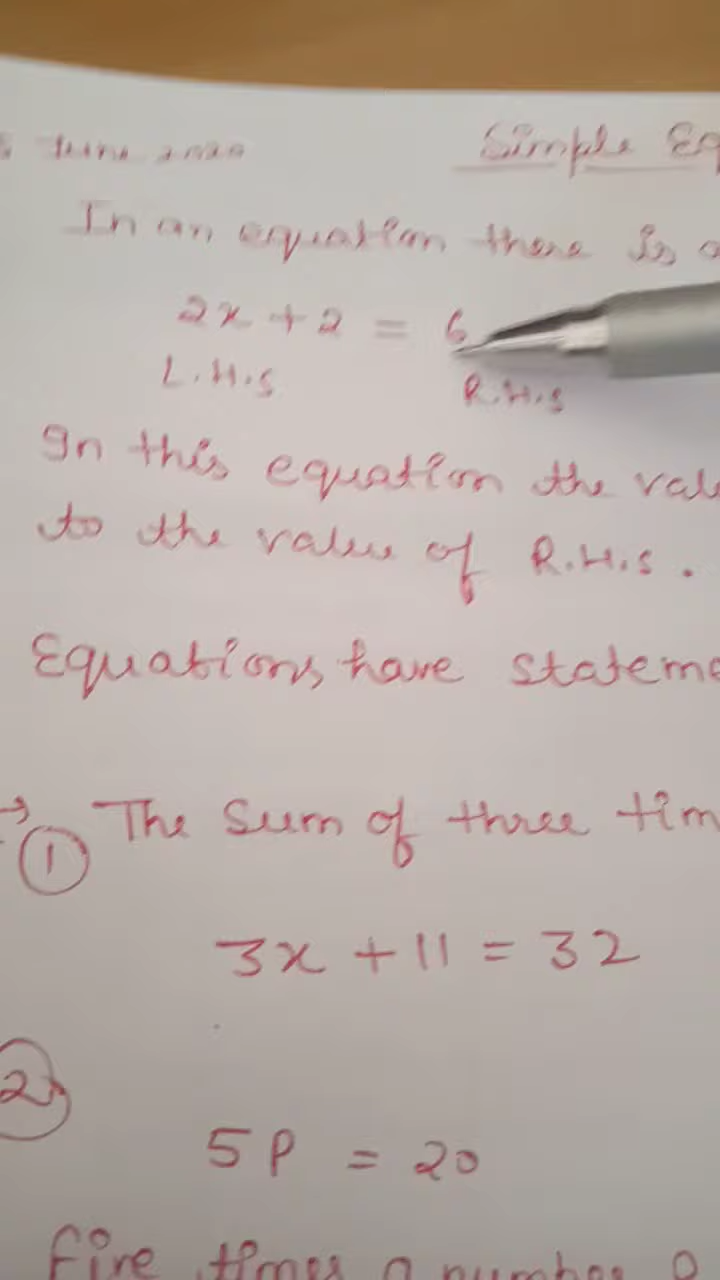 June 2020 Simple Eq
In an equation there is a
2x + 2 = 6
L.H.S R.H.S
In this equation the val
to the value of R.H.S.
Equations have stateme
→ ① The sum of three tim
3x + 11 = 32
②
5P = 20
Five times a number P